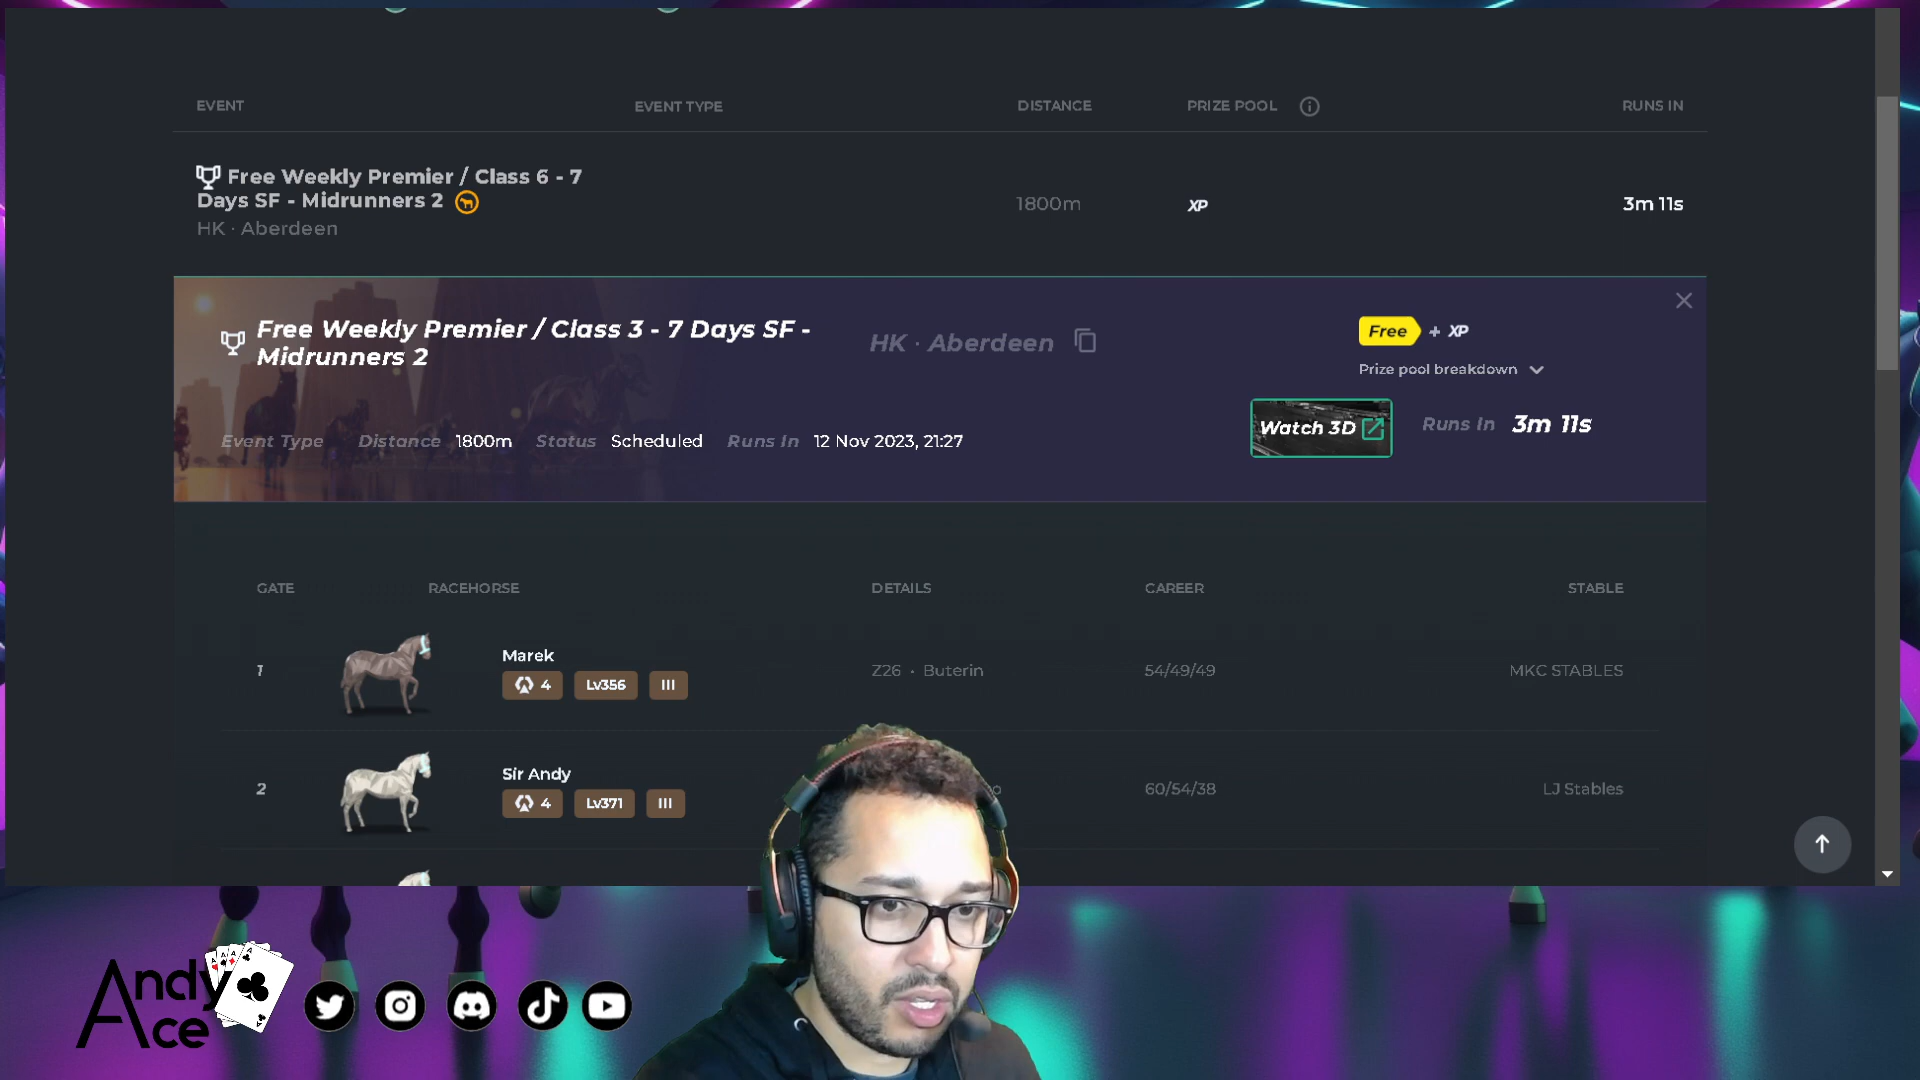 EVENT EVENT TYPE DISTANCE PRIZE POOL RUNS IN
Free Weekly Premier / Class 6 - 7
Days SF - Midrunners 2
HK · Aberdeen
1800m XP 3m 11s
Free Weekly Premier / Class 3 - 7 Days SF -
Midrunners 2
HK · Aberdeen
Free + XP
Prize pool breakdown
Event Type Distance 1800m Status Scheduled Runs In 12 Nov 2023, 21:27
Watch 3D Runs In 3m 11s
GATE RACEHORSE DETAILS CAREER STABLE
1 Marek Z26 · Buterin 54/49/49 MKC STABLES
4 Lv356 III
2 Sir Andy 60/54/38 LJ Stables
4 Lv371 III
Andy
Ace